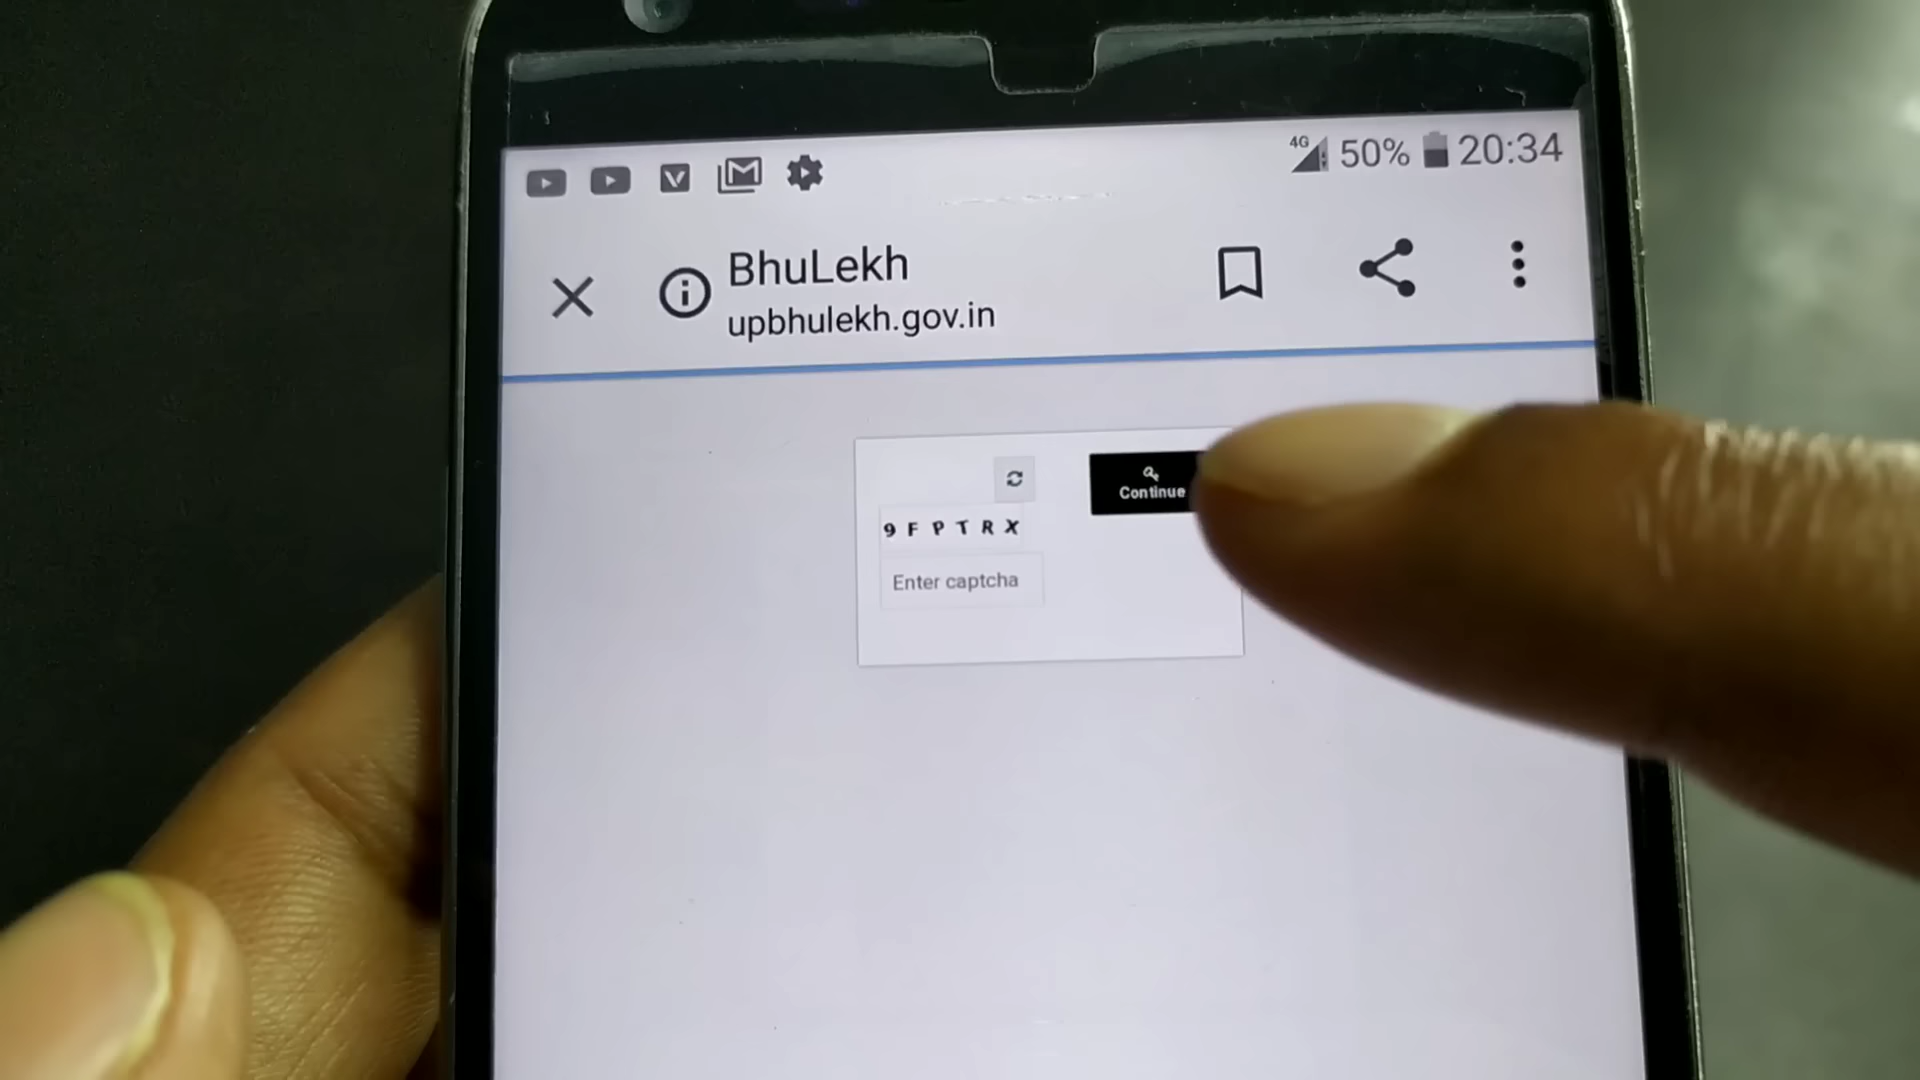 4G 50% 20:34
BhuLekh
upbhulekh.gov.in
Continue
9 F P T R X
Enter captcha